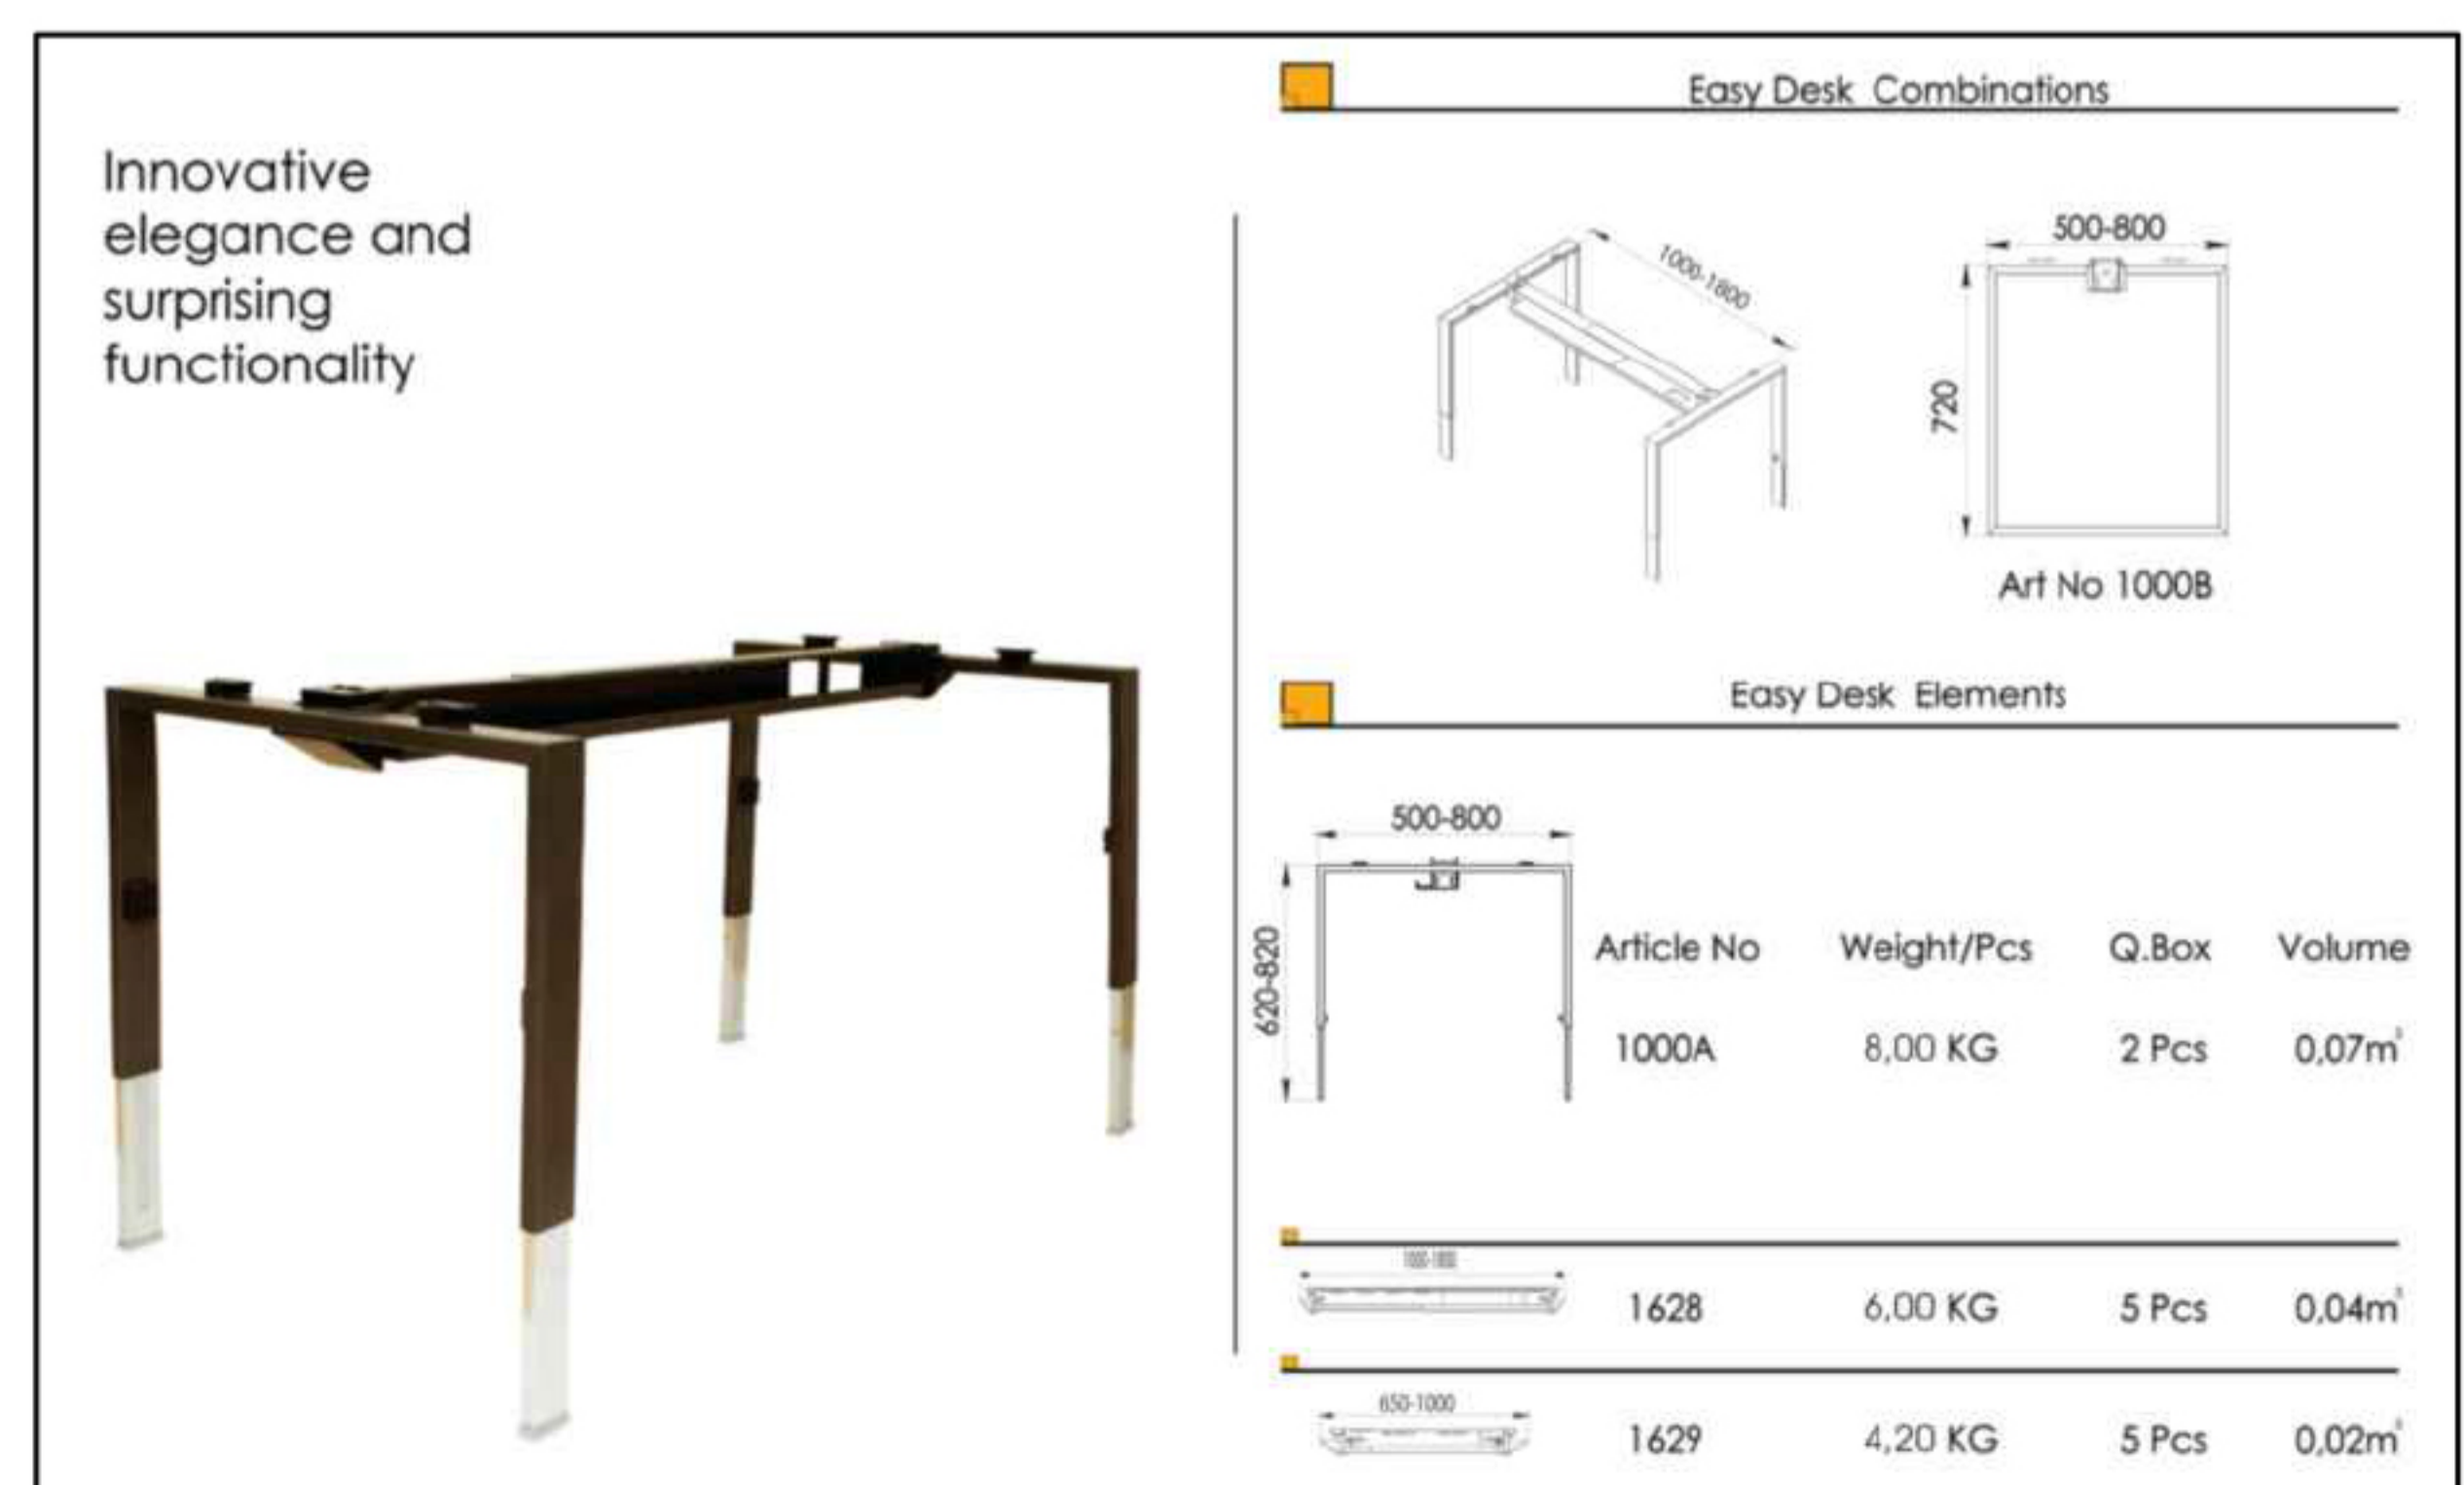 Innovative
elegance and
surprising
functionality
Easy Desk Combinations
1000-1800
500-800
720
Art No 1000B
Easy Desk Elements
500-800
620-820
Article No Weight/Pcs Q.Box Volume
1000A 8,00 KG 2 Pcs 0,07m³
1000-1800
1628 6,00 KG 5 Pcs 0,04m³
650-1000
1629 4,20 KG 5 Pcs 0,02m³